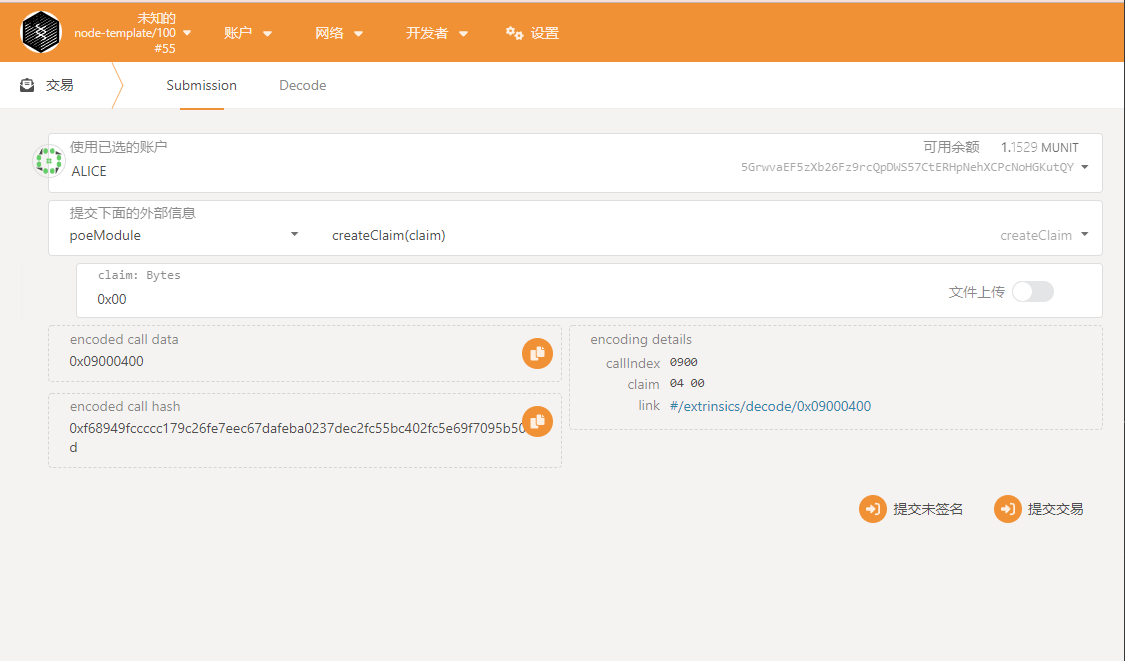 未知的
node-template/100
#55
账户
网络
开发者
设置
交易
Submission
Decode
使用已选的账户
ALICE
可用余额 1.1529 MUNIT
5GrwvaEF5zXb26Fz9rcQpDWS57CtERHpNehXCPcNoHGKutQY
提交下面的外部信息
poeModule
createClaim(claim)
createClaim
claim: Bytes
0x00
文件上传
encoded call data
0x09000400
encoded call hash
0xf68949fccccc179c26fe7eec67dafeba0237dec2fc55bc402fc5e69f7095b50
d
encoding details
callIndex 0900
claim 04 00
link #/extrinsics/decode/0x09000400
提交未签名
提交交易